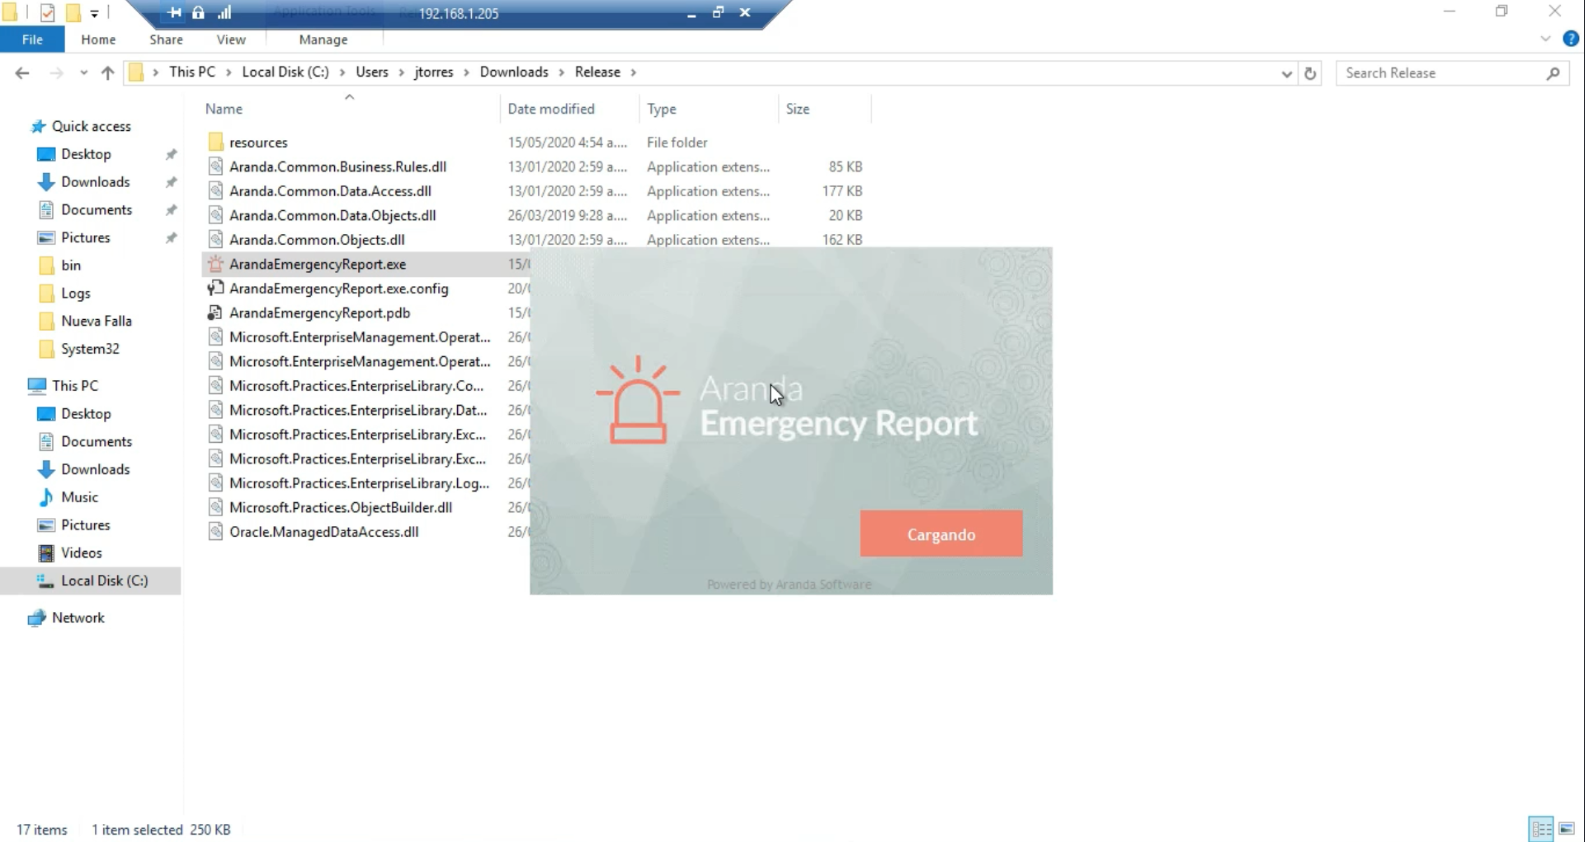 192.168.1.205
File Home Share View Manage
This PC Local Disk (C:) Users jtorres Downloads Release
Search Release
Name Date modified Type Size
Quick access
Desktop
Downloads
Documents
Pictures
bin
Logs
Nueva Falla
System32
This PC
Desktop
Documents
Downloads
Music
Pictures
Videos
Local Disk (C:)
Network
resources 15/05/2020 4:54 a.... File folder
Aranda.Common.Business.Rules.dll 13/01/2020 2:59 a.... Application extens... 85 KB
Aranda.Common.Data.Access.dll 13/01/2020 2:59 a.... Application extens... 177 KB
Aranda.Common.Data.Objects.dll 26/03/2019 9:28 a.... Application extens... 20 KB
Aranda.Common.Objects.dll 13/01/2020 2:59 a.... Application extens... 162 KB
ArandaEmergencyReport.exe 15/
ArandaEmergencyReport.exe.config 20/
ArandaEmergencyReport.pdb 15/
Microsoft.EnterpriseManagement.Operat... 26/
Microsoft.EnterpriseManagement.Operat... 26/
Microsoft.Practices.EnterpriseLibrary.Co... 26/
Microsoft.Practices.EnterpriseLibrary.Dat... 26/
Microsoft.Practices.EnterpriseLibrary.Exc... 26/
Microsoft.Practices.EnterpriseLibrary.Exc... 26/
Microsoft.Practices.EnterpriseLibrary.Log... 26/
Microsoft.Practices.ObjectBuilder.dll 26/
Oracle.ManagedDataAccess.dll 26/
Aranda
Emergency Report
Cargando
Powered by Aranda Software
17 items 1 item selected 250 KB